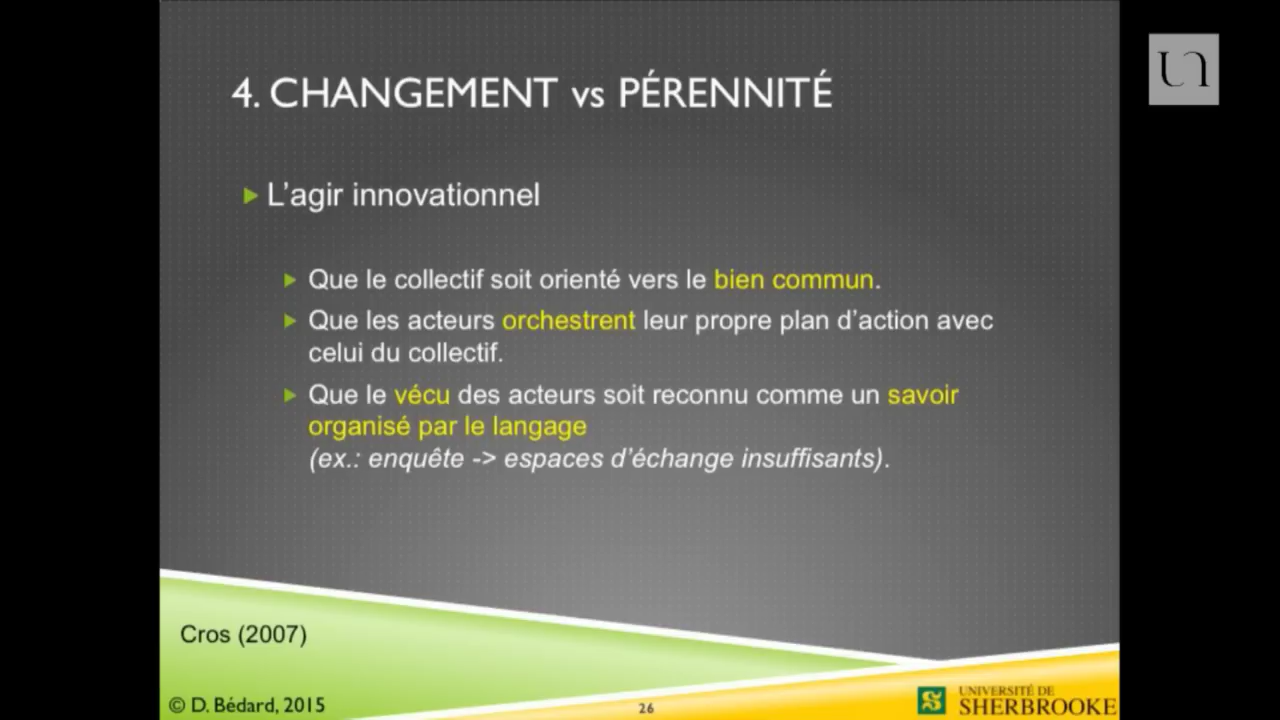 4. CHANGEMENT vs PÉRENNITÉ
L'agir innovationnel
Que le collectif soit orienté vers le bien commun.
Que les acteurs orchestrent leur propre plan d'action avec
celui du collectif.
Que le vécu des acteurs soit reconnu comme un savoir
organisé par le langage
(ex.: enquête -> espaces d'échange insuffisants).
Cros (2007)
© D. Bédard, 2015
26
UNIVERSITÉ DE
SHERBROOKE